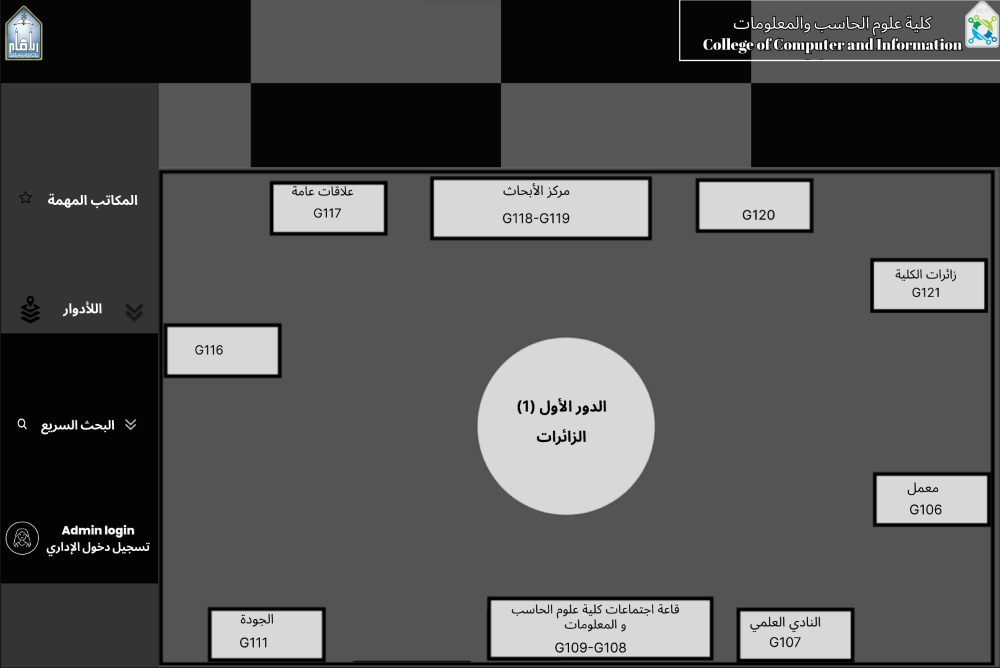 كلية علوم الحاسب والمعلومات
College of Computer and Information
المكاتب المهمة
اللأدوار
البحث السريع
Admin login
تسجيل دخول الإداري
علاقات عامة
G117
مركز الأبحاث
G118-G119
G120
زائرات الكلية
G121
G116
الدور الأول (1)
الزائرات
معمل
G106
الجودة
G111
قاعة اجتماعات كلية علوم الحاسب
و المعلومات
G109-G108
النادي العلمي
G107